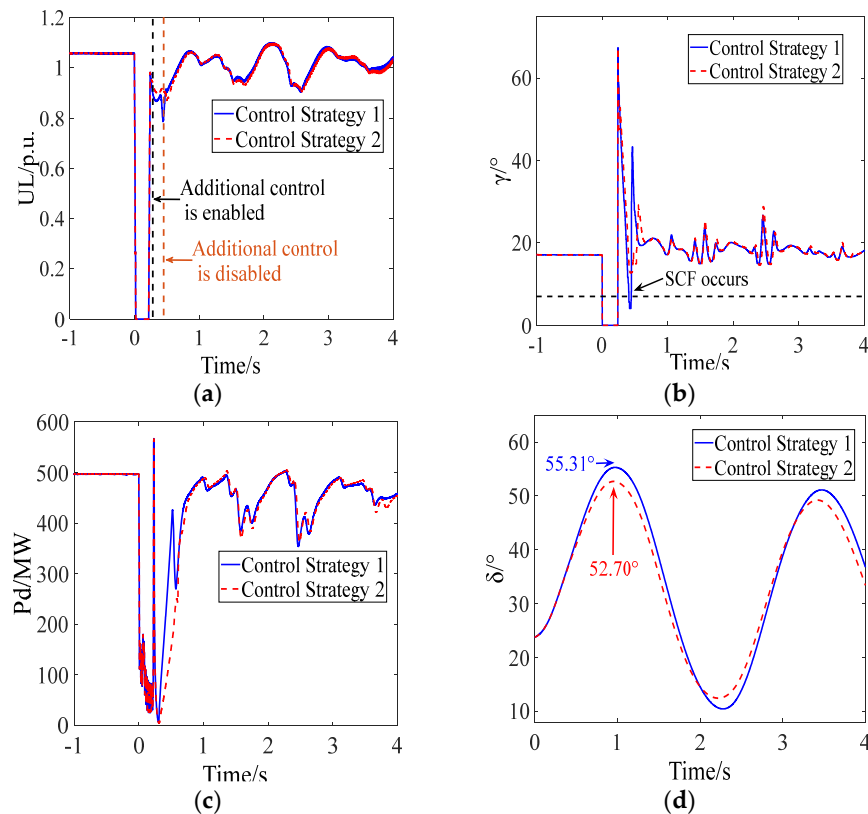 UL/p.u.
1.2
1
0.8
0.6
0.4
0.2
0
-1 0 1 2 3 4
Time/s
Control Strategy 1
Control Strategy 2
Additional control
is enabled
Additional control
is disabled
(a)
γ/°
60
40
20
0
-1 0 1 2 3 4
Time/s
Control Strategy 1
Control Strategy 2
SCF occurs
(b)
Pd/MW
600
500
400
300
200
100
0
-1 0 1 2 3 4
Time/s
Control Strategy 1
Control Strategy 2
(c)
δ/°
60
50
40
30
20
10
0 1 2 3 4
Time/s
Control Strategy 1
Control Strategy 2
55.31°
52.70°
(d)